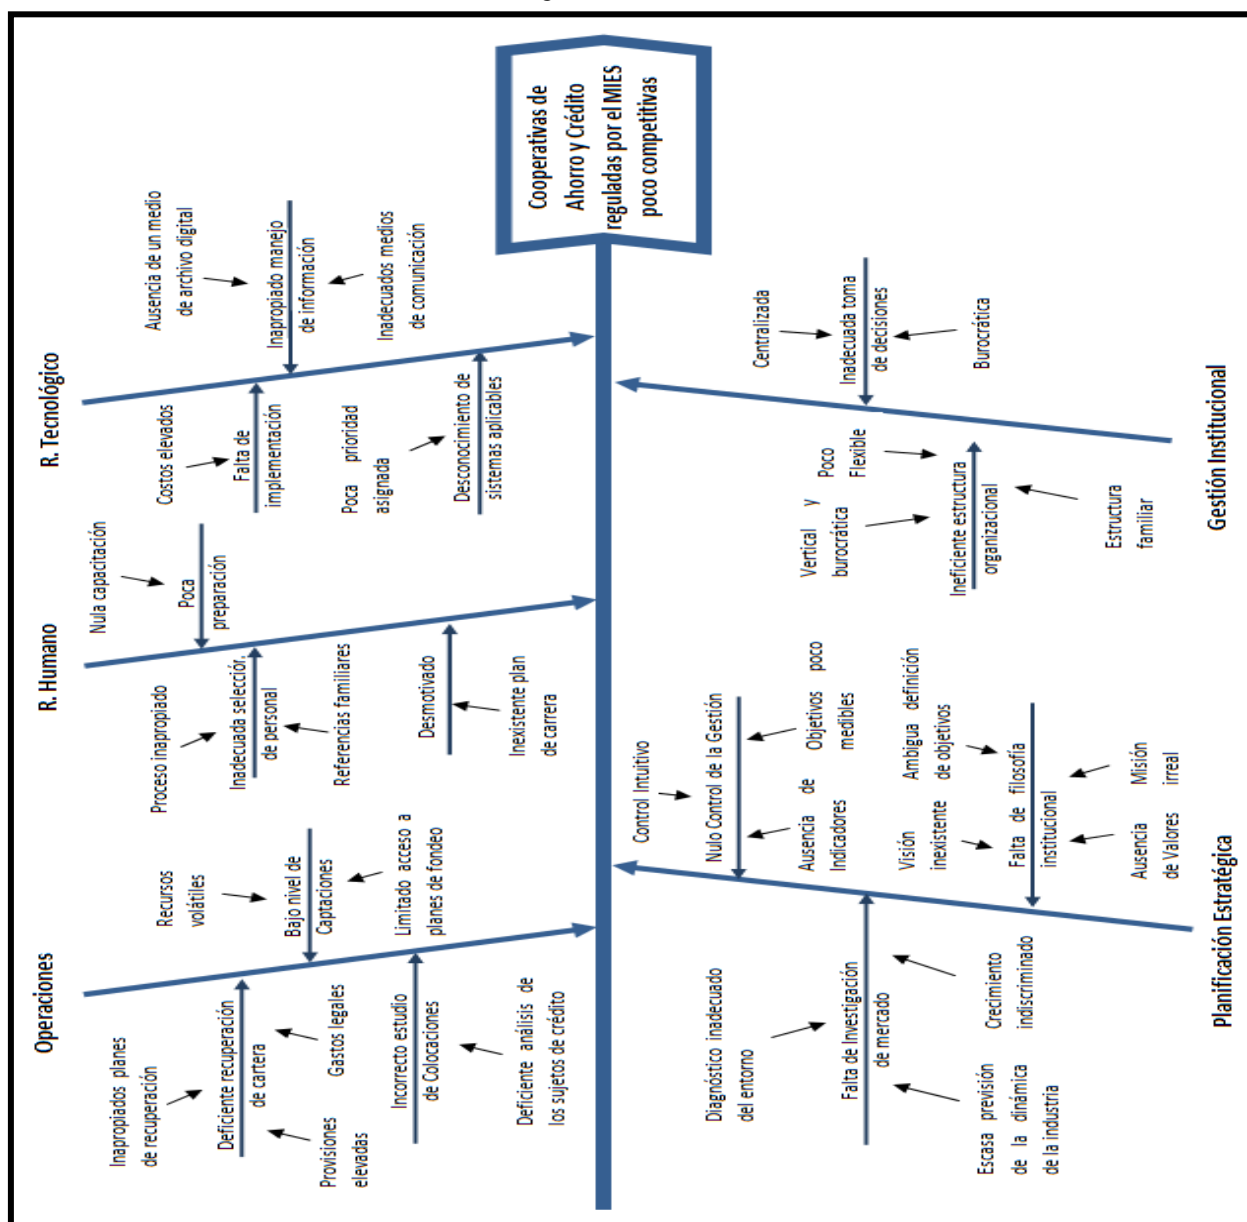 Operaciones
R. Humano
R. Tecnológico
Inapropiados planes
de recuperación
Deficiente recuperación
de cartera
Provisiones
elevadas
Gastos legales
Recursos
volátiles
Bajo nivel de
Captaciones
Limitado acceso a
planes de fondeo
Incorrecto estudio
de Colocaciones
Deficiente análisis de
los sujetos de crédito
Nula capacitación
Poca
preparación
Proceso inapropiado
Inadecuada selección
de personal
Referencias familiares
Desmotivado
Inexistente plan
de carrera
Ausencia de un medio
de archivo digital
Inapropiado manejo
de información
Inadecuados medios
de comunicación
Costos elevados
Falta de
implementación
Poca prioridad
asignada
Desconocimiento de
sistemas aplicables
Cooperativas de
Ahorro y Crédito
reguladas por el MIES
poco competitivas
Control Intuitivo
Nulo Control de la Gestión
Ausencia de
Indicadores
Objetivos poco
medibles
Diagnóstico inadecuado
del entorno
Falta de Investigación
de mercado
Escasa previsión
de la dinámica
de la industria
Crecimiento
indiscriminado
Visión
inexistente
Ambigua definición
de objetivos
Falta de filosofía
institucional
Ausencia
de Valores
Misión
irreal
Centralizada
Inadecuada toma
de decisiones
Burocrática
Vertical y
burocrática
Poco
Flexible
Ineficiente estructura
organizacional
Estructura
familiar
Planificación Estratégica
Gestión Institucional